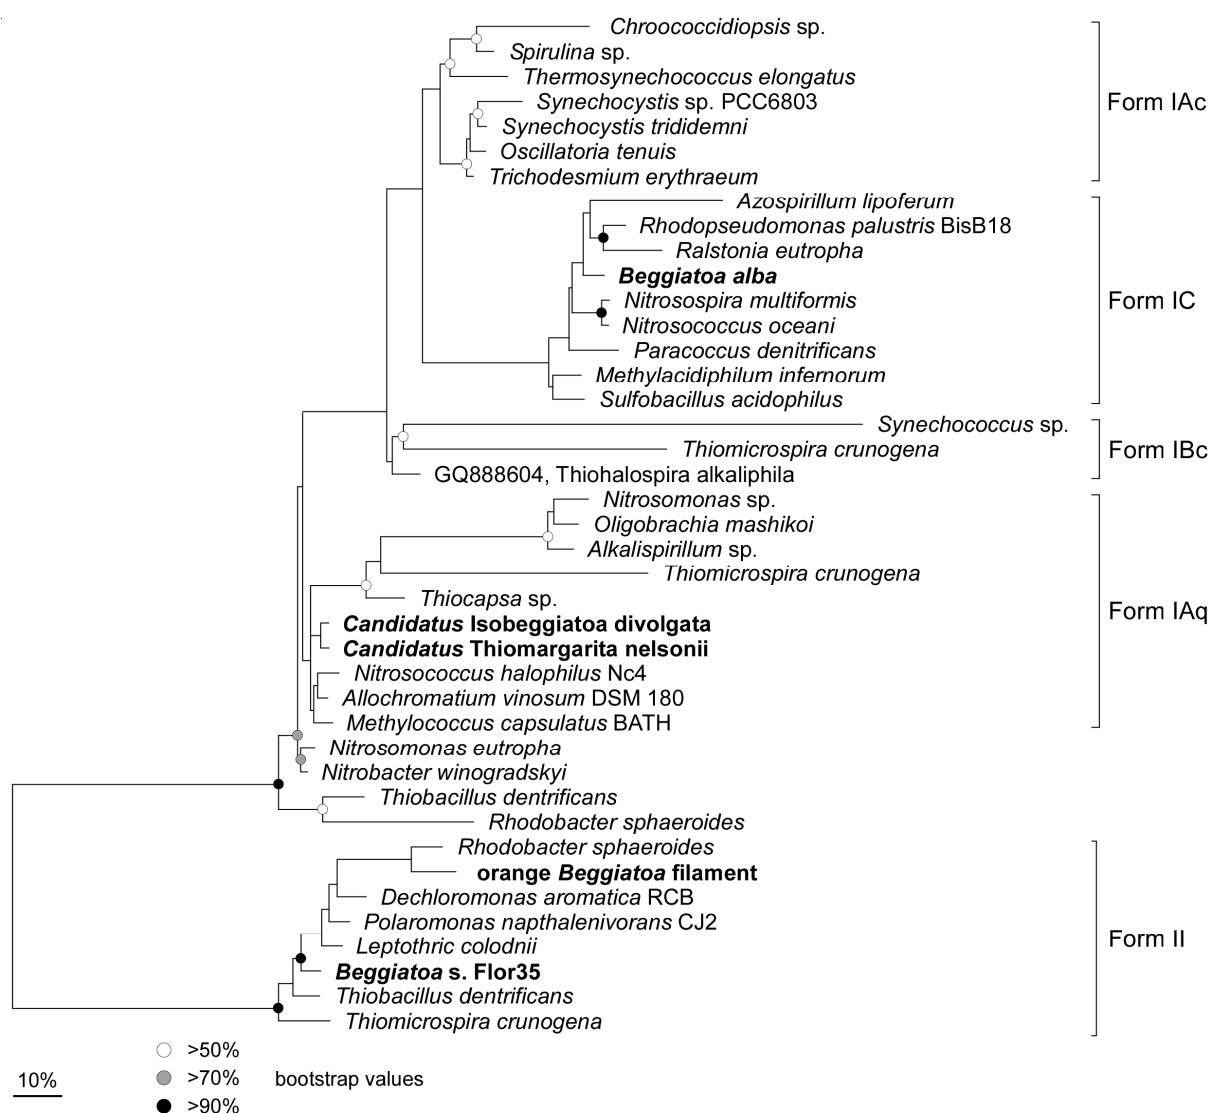 Chroococcidiopsis sp.
Spirulina sp.
Thermosynechococcus elongatus
Synechocystis sp. PCC6803
Form IAc
Synechocystis trididemni
Oscillatoria tenuis
Trichodesmium erythraeum
Azospirillum lipoferum
Rhodopseudomonas palustris BisB18
Ralstonia eutropha
Beggiatoa alba
Nitrosospira multiformis
Form IC
Nitrosococcus oceani
Paracoccus denitrificans
Methylacidiphilum infernorum
Sulfobacillus acidophilus
Synechococcus sp.
Thiomicrospira crunogena
Form IBc
GQ888604, Thiohalospira alkaliphila
Nitrosomonas sp.
Oligobrachia mashikoi
Alkalispirillum sp.
Thiomicrospira crunogena
Thiocapsa sp.
Form IAq
Candidatus Isobeggiatoa divolgata
Candidatus Thiomargarita nelsonii
Nitrosococcus halophilus Nc4
Allochromatium vinosum DSM 180
Methylococcus capsulatus BATH
Nitrosomonas eutropha
Nitrobacter winogradskyi
Thiobacillus dentrificans
Rhodobacter sphaeroides
Rhodobacter sphaeroides
orange Beggiatoa filament
Dechloromonas aromatica RCB
Polaromonas napthalenivorans CJ2
Form II
Leptothric colodnii
Beggiatoa s. Flor35
Thiobacillus dentrificans
Thiomicrospira crunogena
>50%
10% >70% bootstrap values
>90%